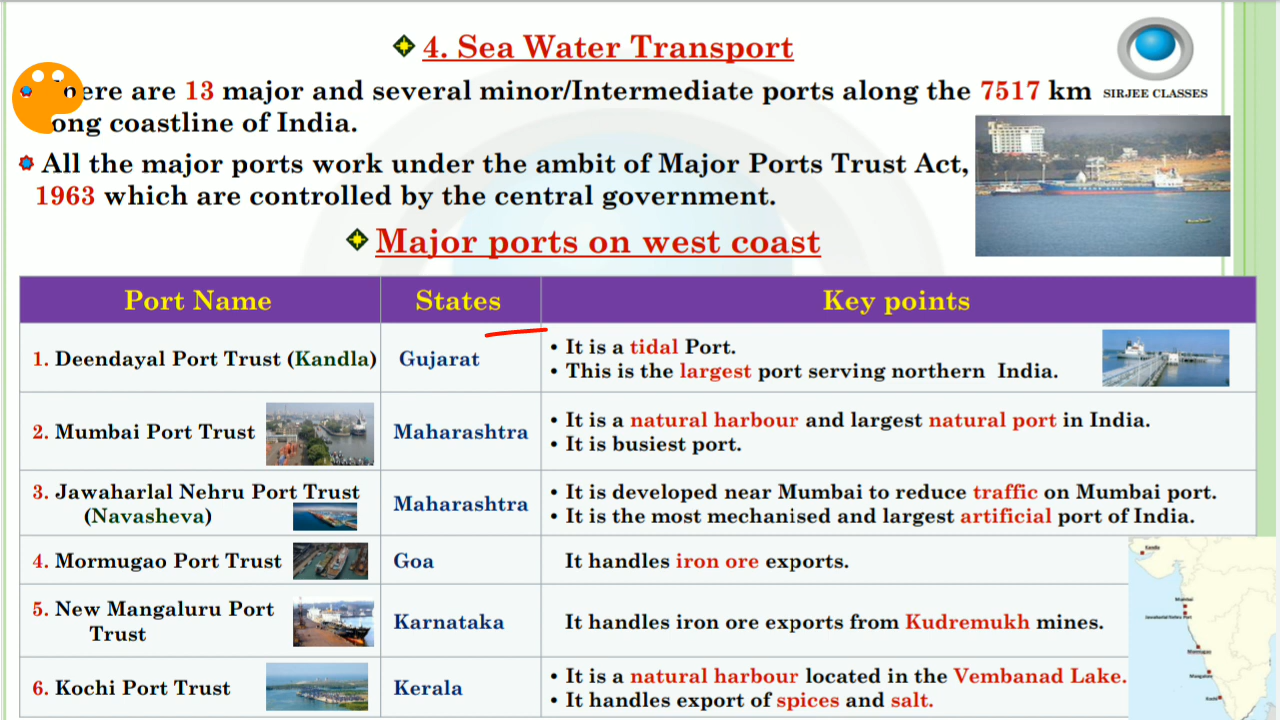 4. Sea Water Transport
ere are 13 major and several minor/Intermediate ports along the 7517 km
ong coastline of India.
SIRJEE CLASSES
All the major ports work under the ambit of Major Ports Trust Act,
1963 which are controlled by the central government.
Major ports on west coast
Port Name States Key points
1. Deendayal Port Trust (Kandla) Gujarat • It is a tidal Port.
• This is the largest port serving northern India.
2. Mumbai Port Trust Maharashtra • It is a natural harbour and largest natural port in India.
• It is busiest port.
3. Jawaharlal Nehru Port Trust
(Navasheva) Maharashtra • It is developed near Mumbai to reduce traffic on Mumbai port.
• It is the most mechanised and largest artificial port of India.
4. Mormugao Port Trust Goa It handles iron ore exports.
5. New Mangaluru Port
Trust Karnataka It handles iron ore exports from Kudremukh mines.
6. Kochi Port Trust Kerala • It is a natural harbour located in the Vembanad Lake.
• It handles export of spices and salt.
Mumbai
Mangalore
Kochi